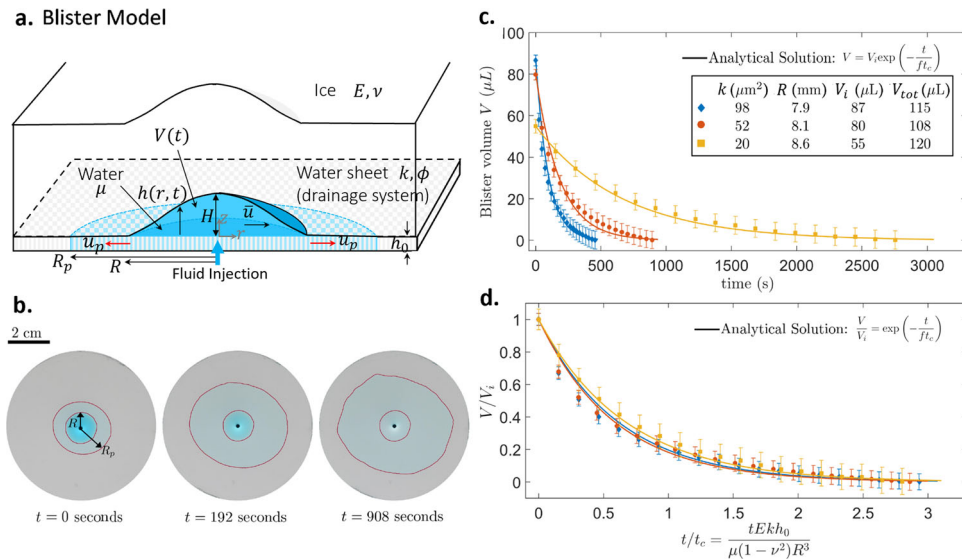 a. Blister Model
Ice E, ν
V(t)
Water
μ
h(r, t)
H
z
r
ū
Water sheet k, ϕ
(drainage system)
u_p
u_p
h_0
R_p
R
Fluid Injection
b.
2 cm
R
R_p
t = 0 seconds
t = 192 seconds
t = 908 seconds
c.
Blister volume V (μL)
100
80
60
40
20
0
Analytical Solution: V = V_i exp(−t/(ft_c))
k (μm²) R (mm) V_i (μL) V_tot (μL)
98 7.9 87 115
52 8.1 80 108
20 8.6 55 120
0 500 1000 1500 2000 2500 3000
time (s)
d.
V/V_i
1
0.8
0.6
0.4
0.2
0
Analytical Solution: V/V_i = exp(−t/(ft_c))
0 0.5 1 1.5 2 2.5 3
t/t_c = tEkh_0/(μ(1 − ν²)R³)